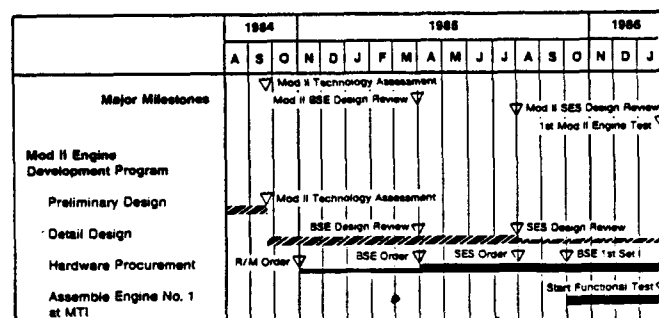 1984 1985 1986
A S O N D J F M A M J J A S O N D J
Mod II Technology Assessment
Major Milestones Mod II BSE Design Review Mod II SES Design Review
1st Mod II Engine Test
Mod II Engine
Development Program
Preliminary Design Mod II Technology Assessment
Detail Design BSE Design Review SES Design Review
Hardware Procurement R/M Order BSE Order SES Order BSE 1st Set
Assemble Engine No. 1 Start Functional Test
at MTI